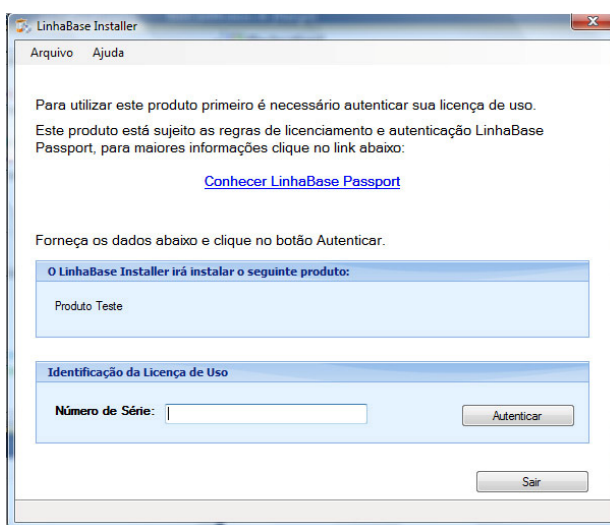 LinhaBase Installer
Arquivo Ajuda
Para utilizar este produto primeiro é necessário autenticar sua licença de uso.
Este produto está sujeito as regras de licenciamento e autenticação LinhaBase
Passport, para maiores informações clique no link abaixo:
Conhecer LinhaBase Passport
Forneça os dados abaixo e clique no botão Autenticar.
O LinhaBase Installer irá instalar o seguinte produto:
Produto Teste
Identificação da Licença de Uso
Número de Série:
Autenticar
Sair